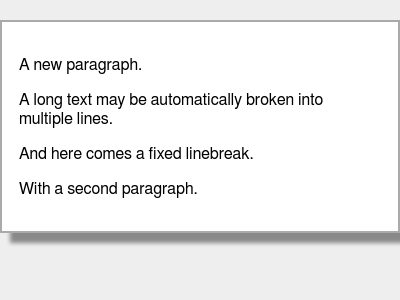 A new paragraph.
A long text may be automatically broken into
multiple lines.
And here comes a fixed linebreak.
With a second paragraph.